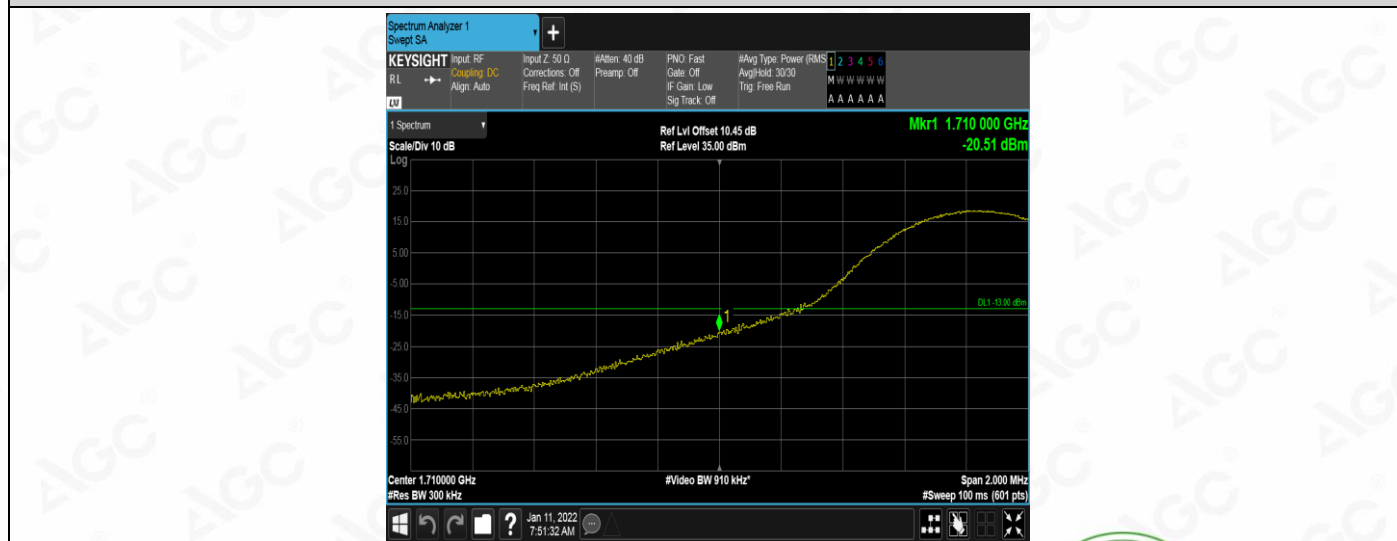 Spectrum Analyzer 1
Swept SA
+
KEYSIGHT
RL
LXI
Input: RF
Coupling: DC
Align: Auto
Input Z: 50 Ω
Corrections: Off
Freq Ref: Int (S)
#Atten: 40 dB
Preamp: Off
PNO: Fast
Gate: Off
IF Gain: Low
Sig Track: Off
#Avg Type: Power (RMS
Avg|Hold: 30/30
Trig: Free Run
1 2 3 4 5 6
M W W W W W
A A A A A A
1 Spectrum
Scale/Div 10 dB
Ref Lvl Offset 10.45 dB
Ref Level 35.00 dBm
Mkr1 1.710 000 GHz
-20.51 dBm
Log
25.0
15.0
5.00
-5.00
-15.0
-25.0
-35.0
-45.0
-55.0
1
DL1 -13.00 dBm
Center 1.710000 GHz
#Res BW 300 kHz
#Video BW 910 kHz*
Span 2.000 MHz
#Sweep 100 ms (601 pts)
?
Jan 11, 2022
7:51:32 AM
AGC